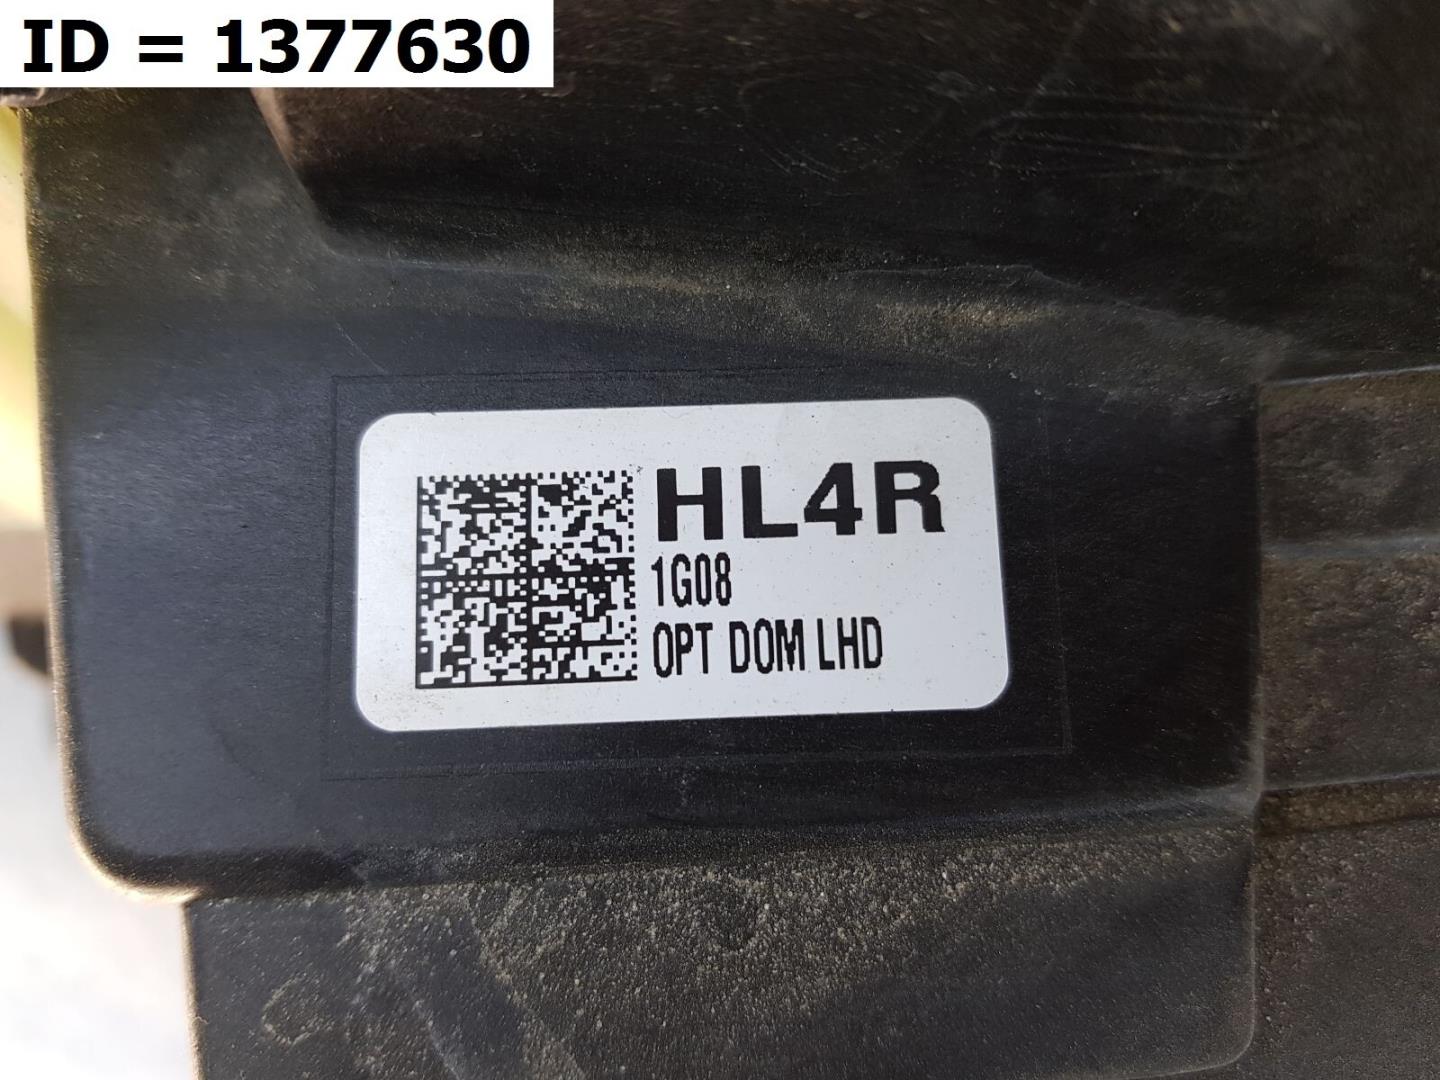 ID = 1377630
HL4R
1G08
OPT DOM LHD